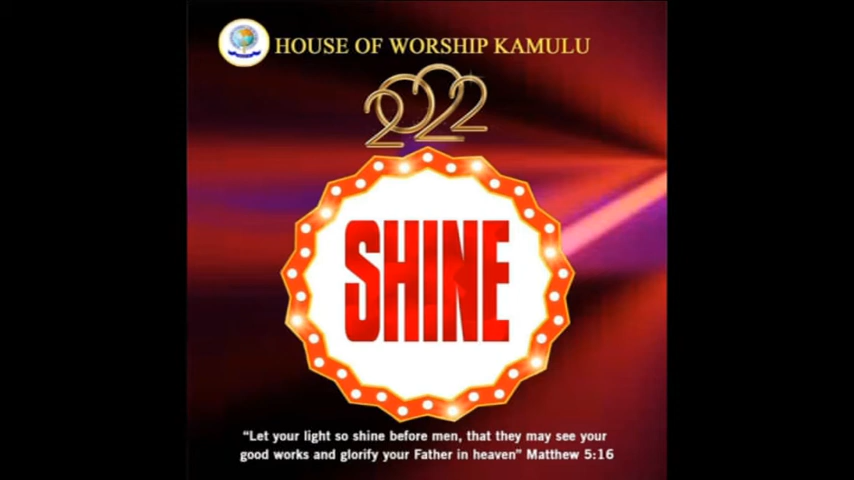 HOUSE OF WORSHIP KAMULU
2022
SHINE
“Let your light so shine before men, that they may see your
good works and glorify your Father in heaven” Matthew 5:16